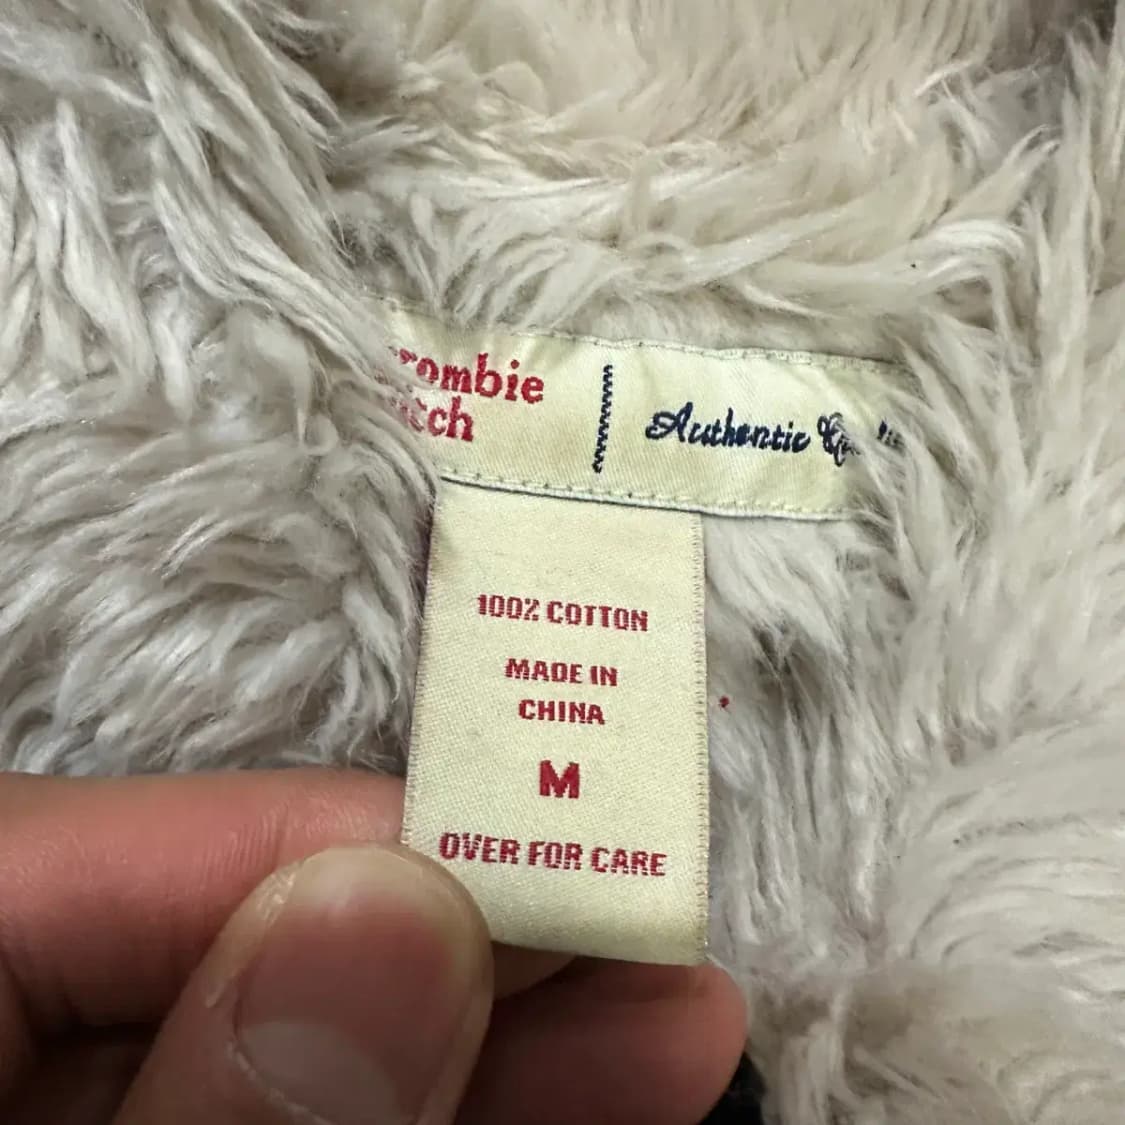 rombie
tch
Authentic
100% COTTON
MADE IN
CHINA
M
OVER FOR CARE